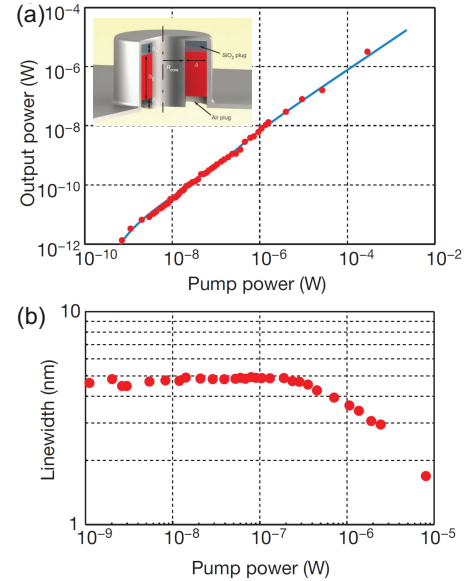 (a)
10⁻⁴
10⁻⁶
10⁻⁸
10⁻¹⁰
10⁻¹²
Output power (W)
SiO₂ plug
R_core
Δ
Air plug
10⁻¹⁰
10⁻⁸
10⁻⁶
10⁻⁴
10⁻²
Pump power (W)
(b)
10
1
Linewidth (nm)
10⁻⁹
10⁻⁸
10⁻⁷
10⁻⁶
10⁻⁵
Pump power (W)